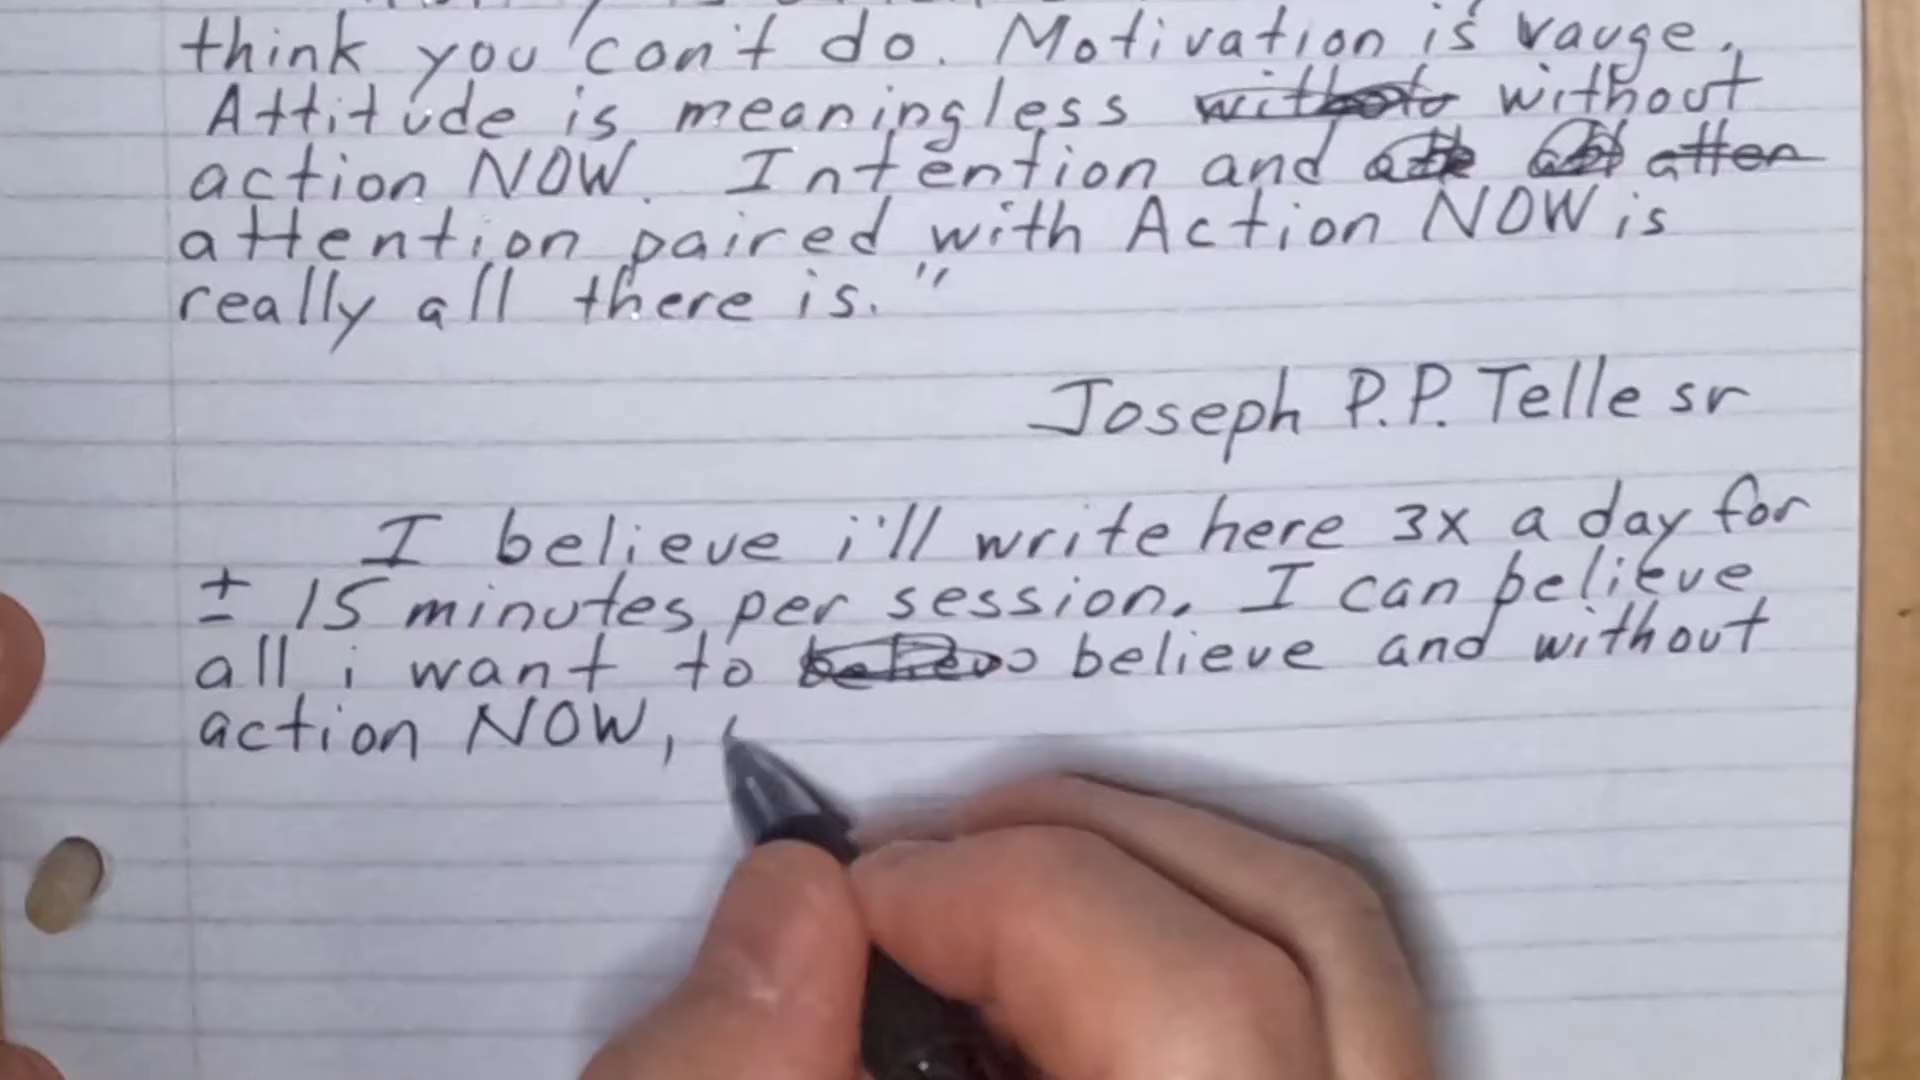 think you can't do. Motivation is vauge.
Attitude is meaningless without
action NOW. Intention and
attention paired with Action NOW is
really all there is."
Joseph P.P. Telle sr
I believe i'll write here 3x a day for
± 15 minutes per session. I can believe
all i want to believe and without
action NOW,